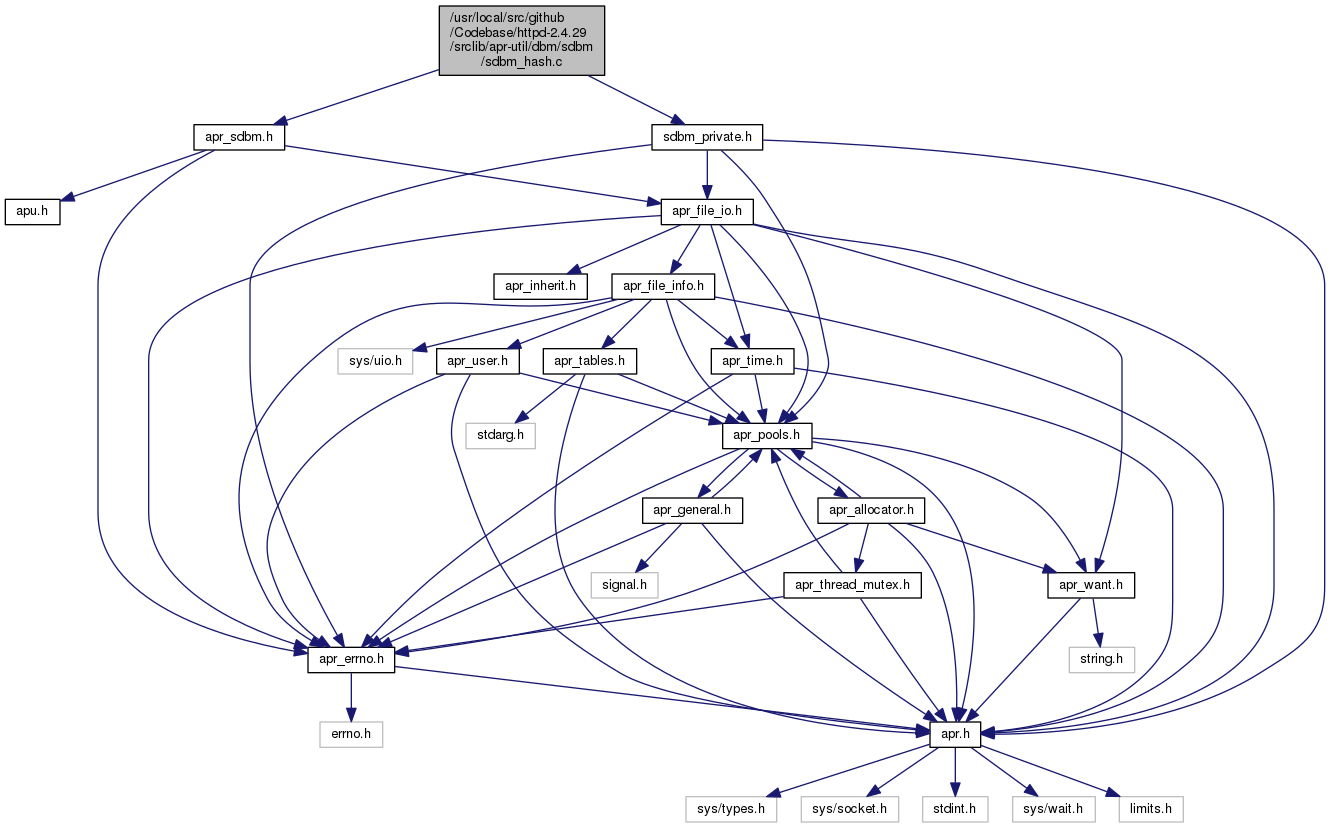 /usr/local/src/github
/Codebase/httpd-2.4.29
/srclib/apr-util/dbm/sdbm
/sdbm_hash.c
apr_sdbm.h
sdbm_private.h
apu.h
apr_file_io.h
apr_inherit.h
apr_file_info.h
sys/uio.h
apr_user.h
apr_tables.h
apr_time.h
stdarg.h
apr_pools.h
apr_general.h
apr_allocator.h
signal.h
apr_thread_mutex.h
apr_want.h
apr_errno.h
string.h
errno.h
apr.h
sys/types.h
sys/socket.h
stdint.h
sys/wait.h
limits.h